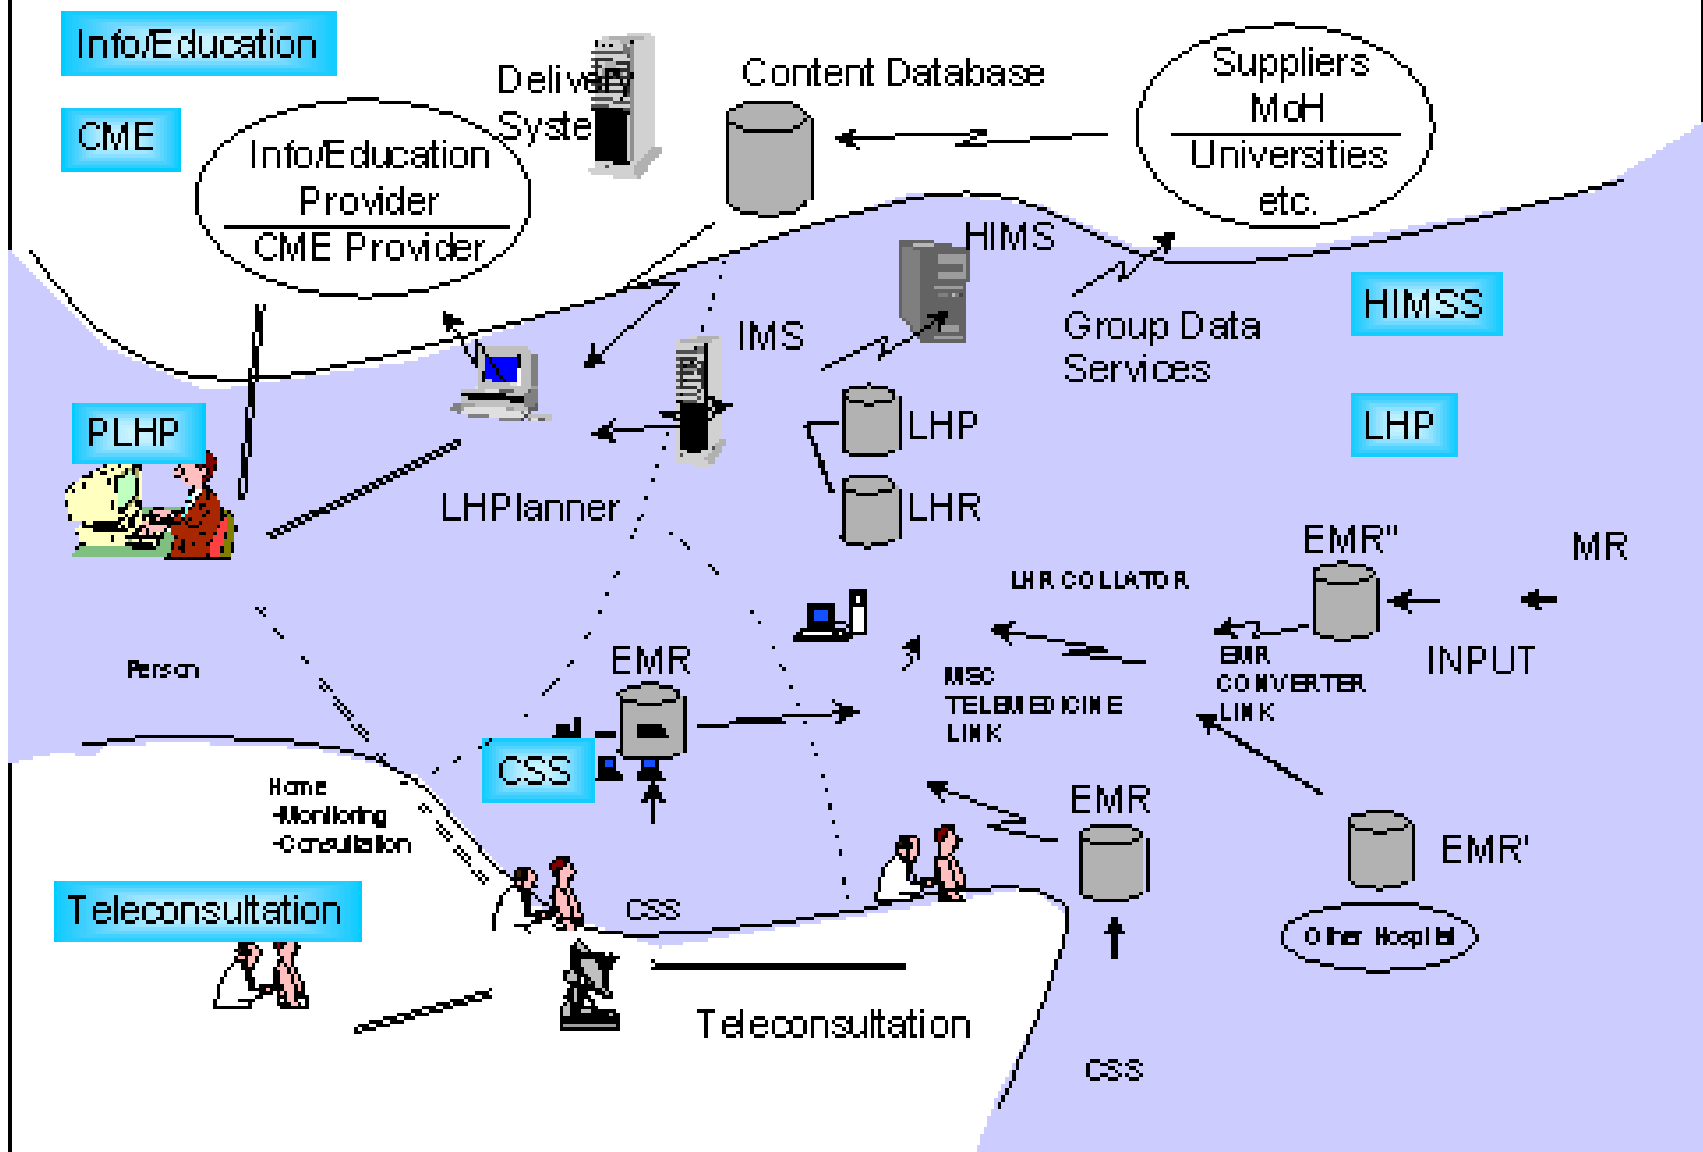 Info/Education
CME
Info/Education
Provider
CME Provider
Delivery
System
Content Database
Suppliers
MoH
Universities
etc.
HIMS
IMS
Group Data
Services
HIMSS
LHP
PLHP
LHP
LHR
LHPlanner
EMR"
MR
LHR COLLATOR
INPUT
EMR
CONVERTER
LINK
MSC
TELEMEDICINE
LINK
Person
EMR
CSS
Home
-Monitoring
-Consultation
EMR
EMR'
Other Hospital
Teleconsultation
CSS
Teleconsultation
CSS